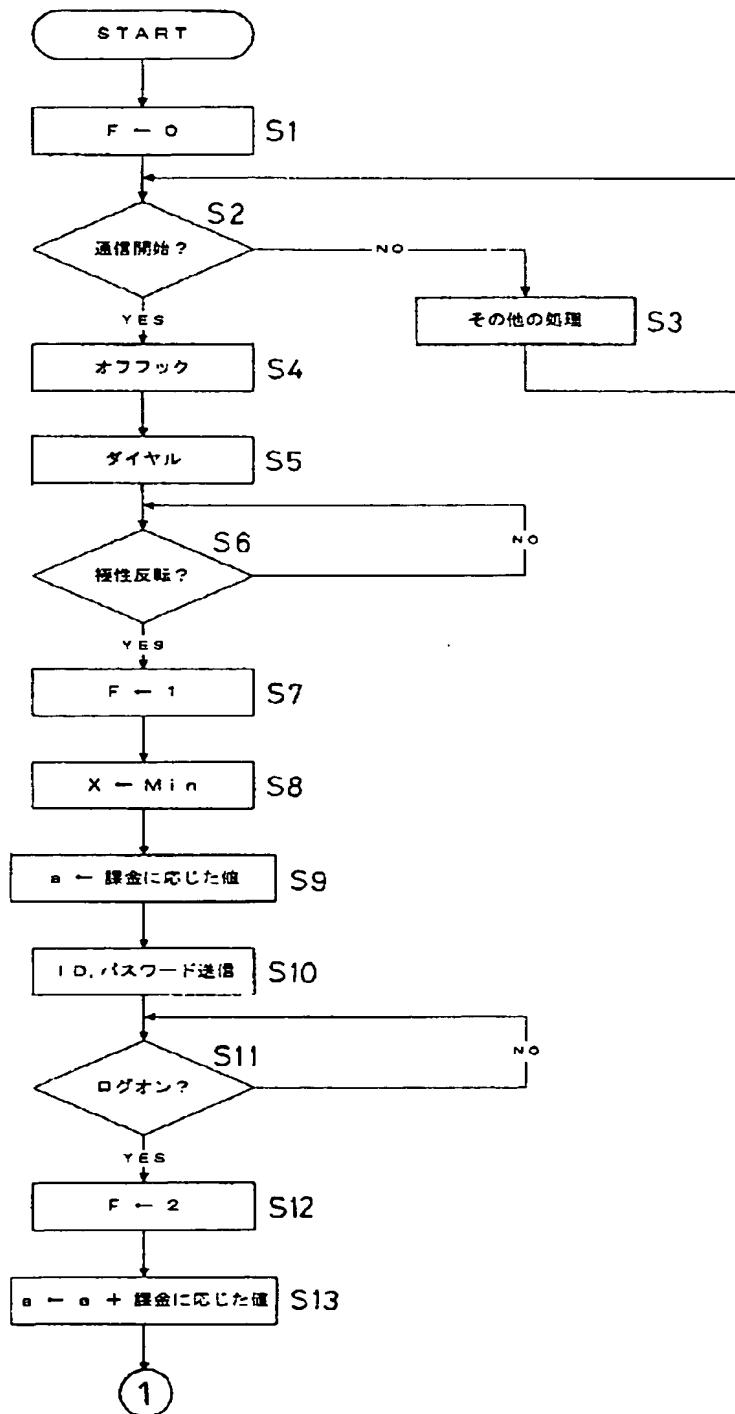 START
F ← 0 S1
S2
通信開始?
NO
YES
その他の処理 S3
オフフック S4
ダイヤル S5
S6
極性反転?
NO
YES
F ← 1 S7
X ← Min S8
a ← 課金に応じた値 S9
ID,パスワード送信 S10
S11
ログオン?
NO
YES
F ← 2 S12
a ← a + 課金に応じた値 S13
1